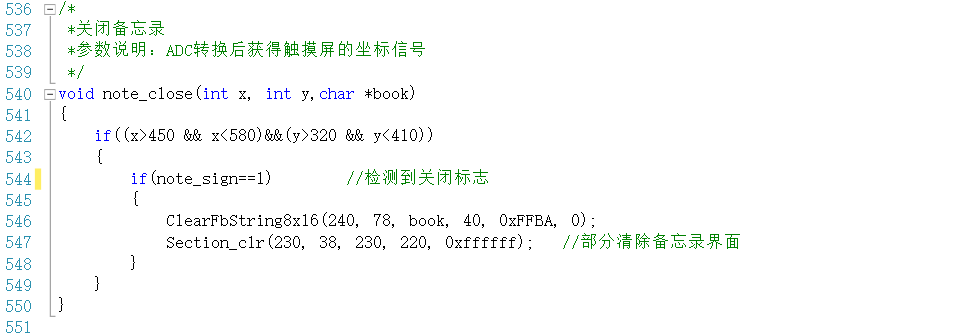 536 /*
537 *关闭备忘录
538 *参数说明：ADC转换后获得触摸屏的坐标信号
539 */
540 void note_close(int x, int y,char *book)
541 {
542 if((x>450 && x<580)&&(y>320 && y<410))
543 {
544 if(note_sign==1) //检测到关闭标志
545 {
546 ClearFbString8x16(240, 78, book, 40, 0xFFBA, 0);
547 Section_clr(230, 38, 230, 220, 0xffffff); //部分清除备忘录界面
548 }
549 }
550 }
551